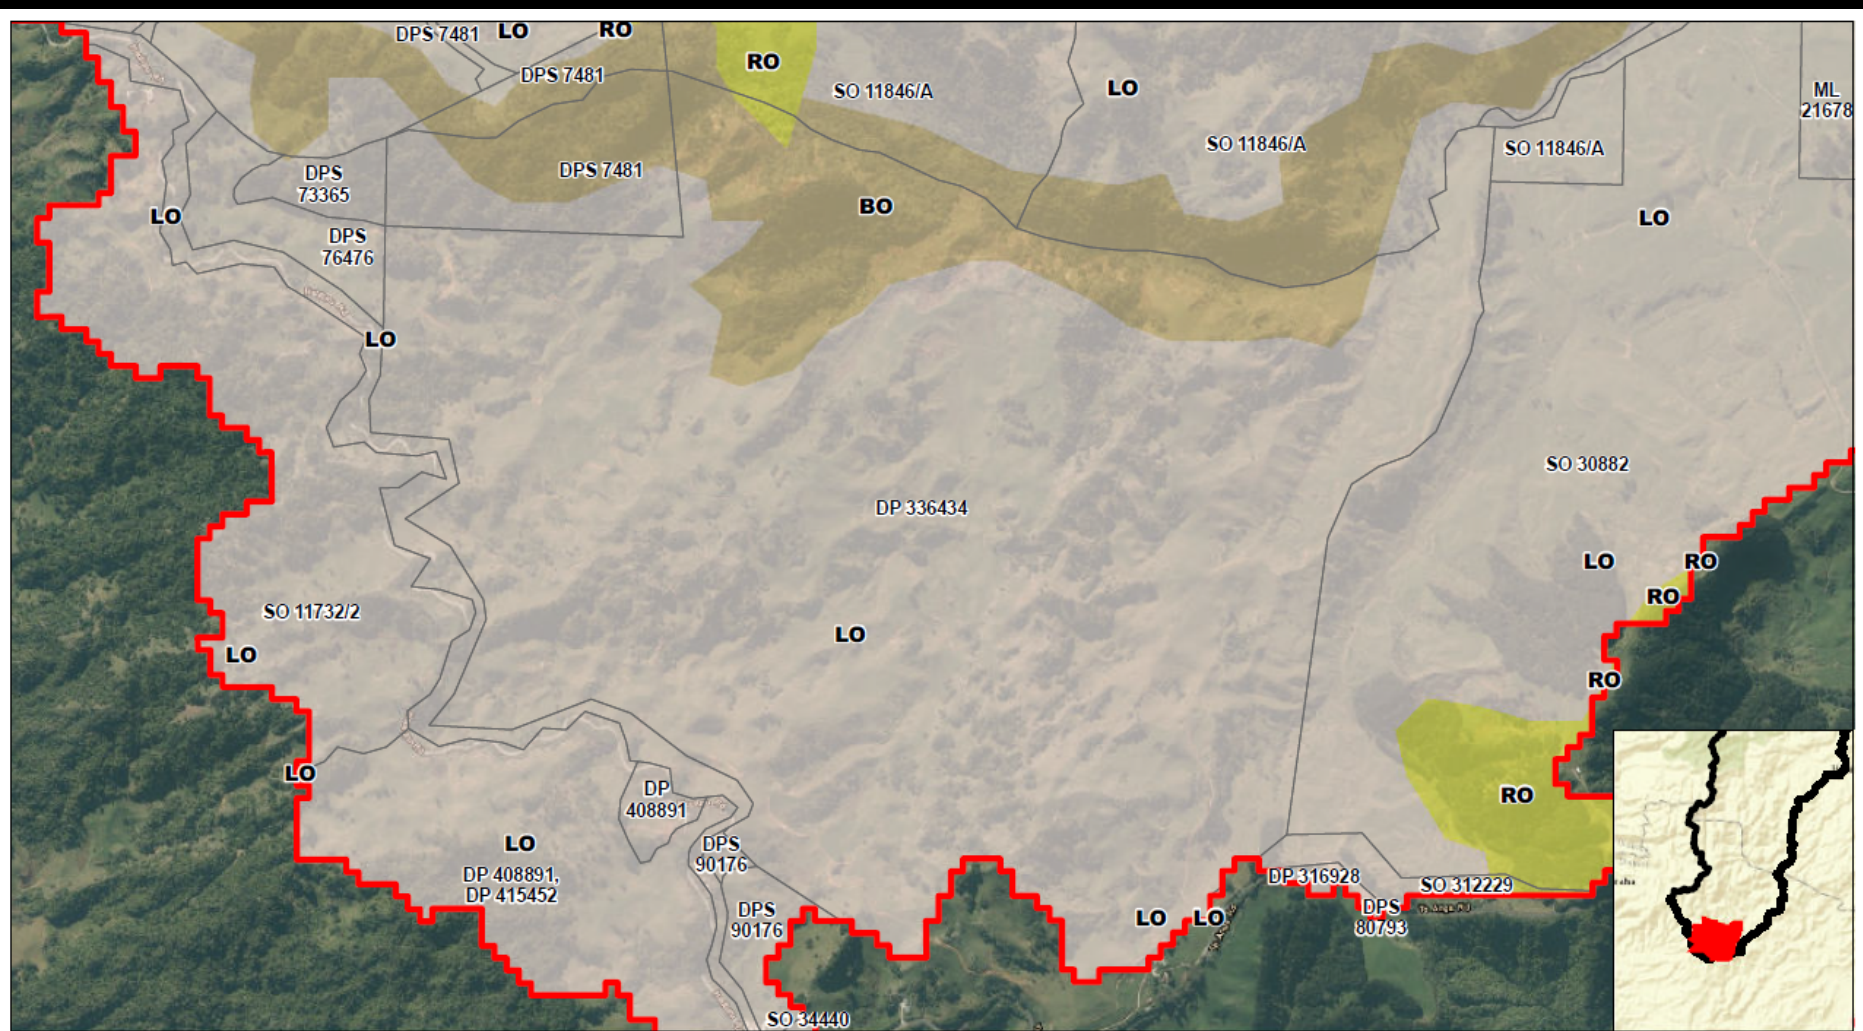 DPS 7481
LO
RO
RO
DPS 7481
SO 11846/A
LO
ML
21678
SO 11846/A
SO 11846/A
DPS 7481
DPS
73365
LO
BO
LO
DPS
76476
LO
SO 30882
DP 336434
LO
RO
RO
SO 11732/2
LO
LO
RO
LO
DP
408891
RO
LO
DPS
90176
DP 408891,
DP 415452
DP 316928
SO 312229
DPS
90176
LO
LO
DPS
80793
SO 34440